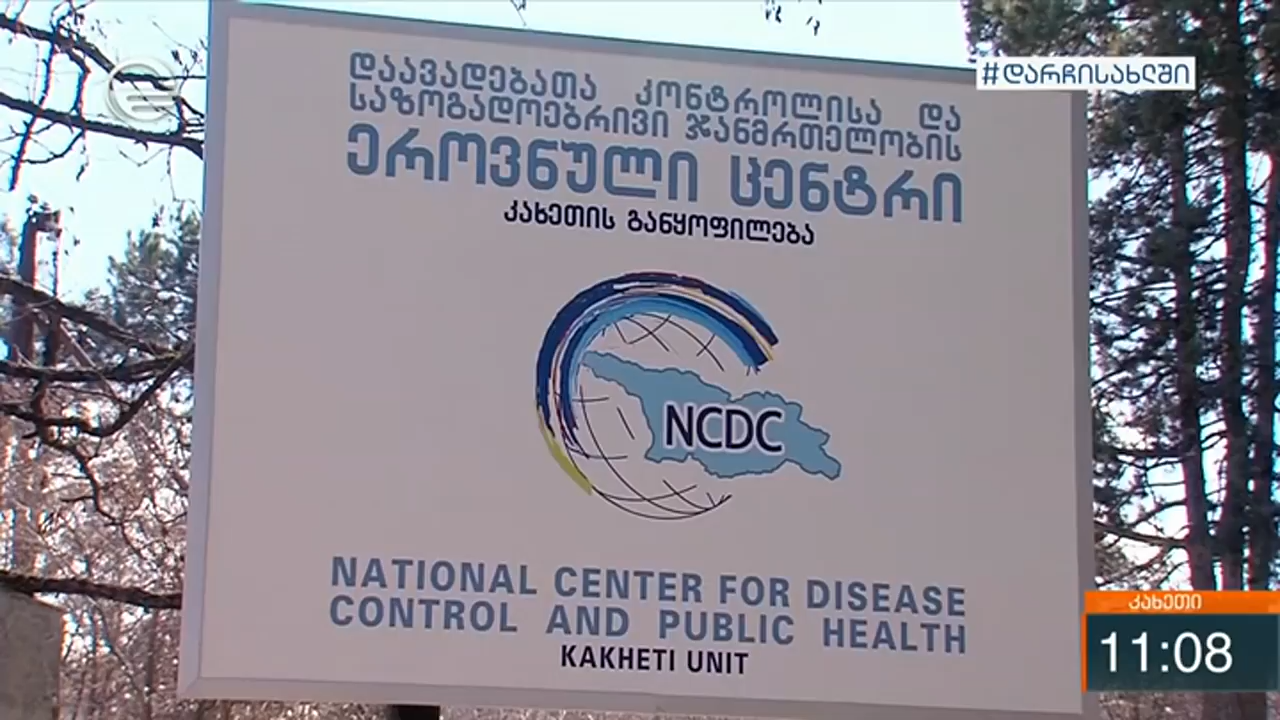 #დარჩისახლში
დაავადებათა კონტროლისა და
საზოგადოებრივი ჯანმრთელობის
ეროვნული ცენტრი
კახეთის განყოფილება
NCDC
NATIONAL CENTER FOR DISEASE
CONTROL AND PUBLIC HEALTH
KAKHETI UNIT
კახეთი
11:08